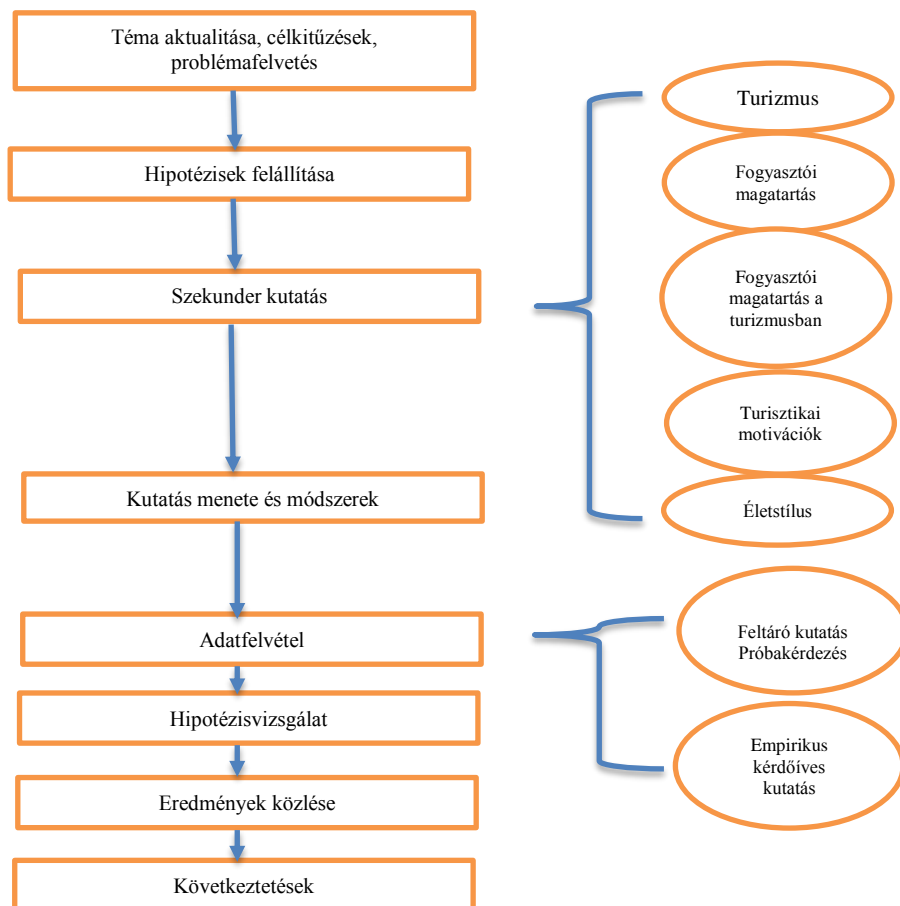 Téma aktualitása, célkitűzések,
problémafelvetés
Hipotézisek felállítása
Szekunder kutatás
Kutatás menete és módszerek
Adatfelvétel
Hipotézisvizsgálat
Eredmények közlése
Következtetések
Turizmus
Fogyasztói
magatartás
Fogyasztói
magatartás a
turizmusban
Turisztikai
motivációk
Életstílus
Feltáró kutatás
Próbakérdezés
Empirikus
kérdőíves
kutatás